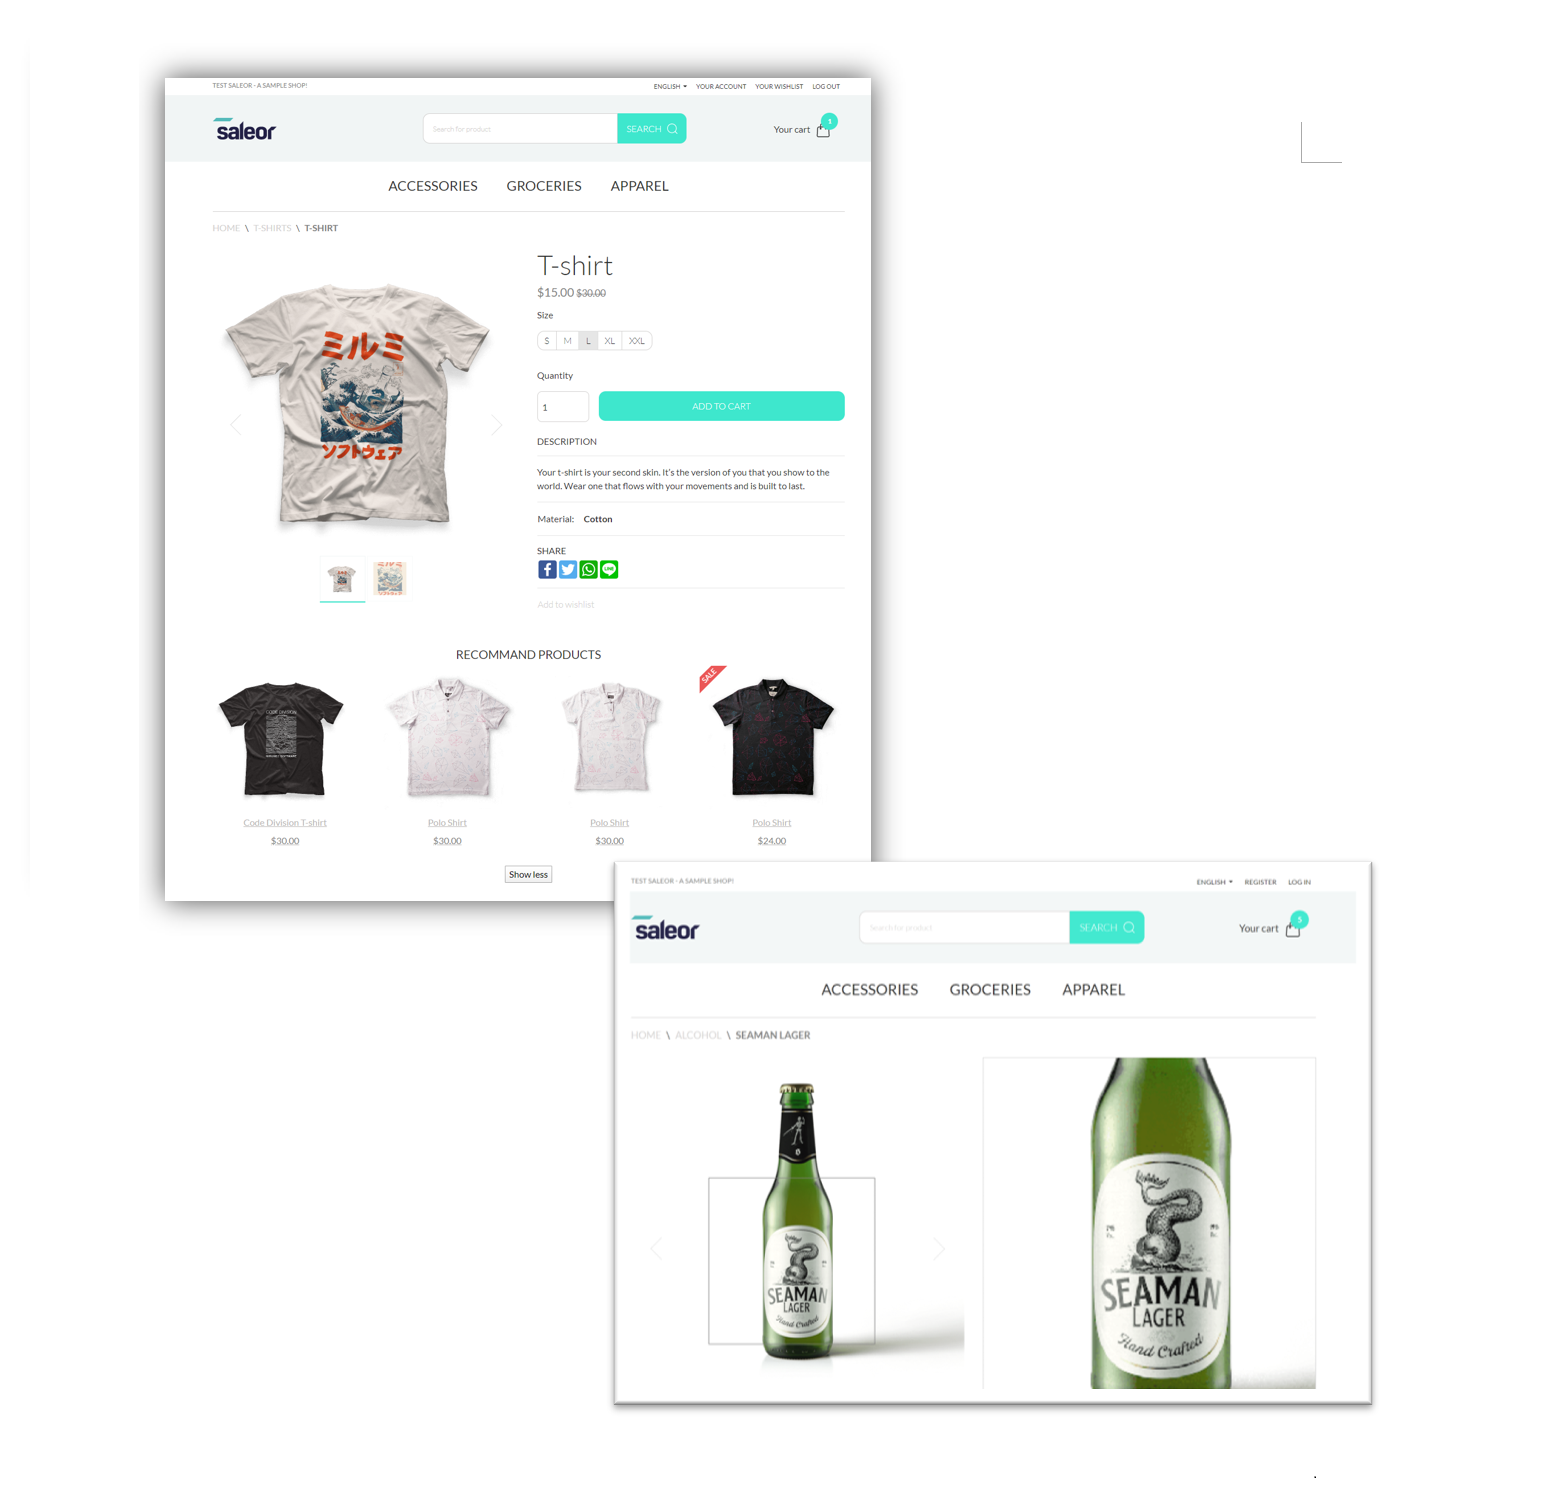 TEST SALEOR - A SAMPLE SHOP!
ENGLISH YOUR ACCOUNT YOUR WISHLIST LOG OUT
saleor
Search for product
SEARCH
Your cart
1
ACCESSORIES GROCERIES APPAREL
HOME \ T-SHIRTS \ T-SHIRT
ミルミ
ソフトウェア
T-shirt
$15.00 $30.00
Size
S M L XL XXL
Quantity
1
ADD TO CART
DESCRIPTION
Your t-shirt is your second skin. It's the version of you that you show to the
world. Wear one that flows with your movements and is built to last.
Material: Cotton
SHARE
LINE
Add to wishlist
RECOMMAND PRODUCTS
SALE
CODE DIVISION
Code Division T-shirt Polo Shirt Polo Shirt Polo Shirt
$30.00 $30.00 $30.00 $24.00
Show less
TEST SALEOR - A SAMPLE SHOP!
ENGLISH REGISTER LOG IN
saleor
Search for product
SEARCH
Your cart
5
ACCESSORIES GROCERIES APPAREL
HOME \ ALCOHOL \ SEAMAN LAGER
SEAMAN
LAGER
Hand Crafted
SEAMAN
LAGER
Hand Crafted